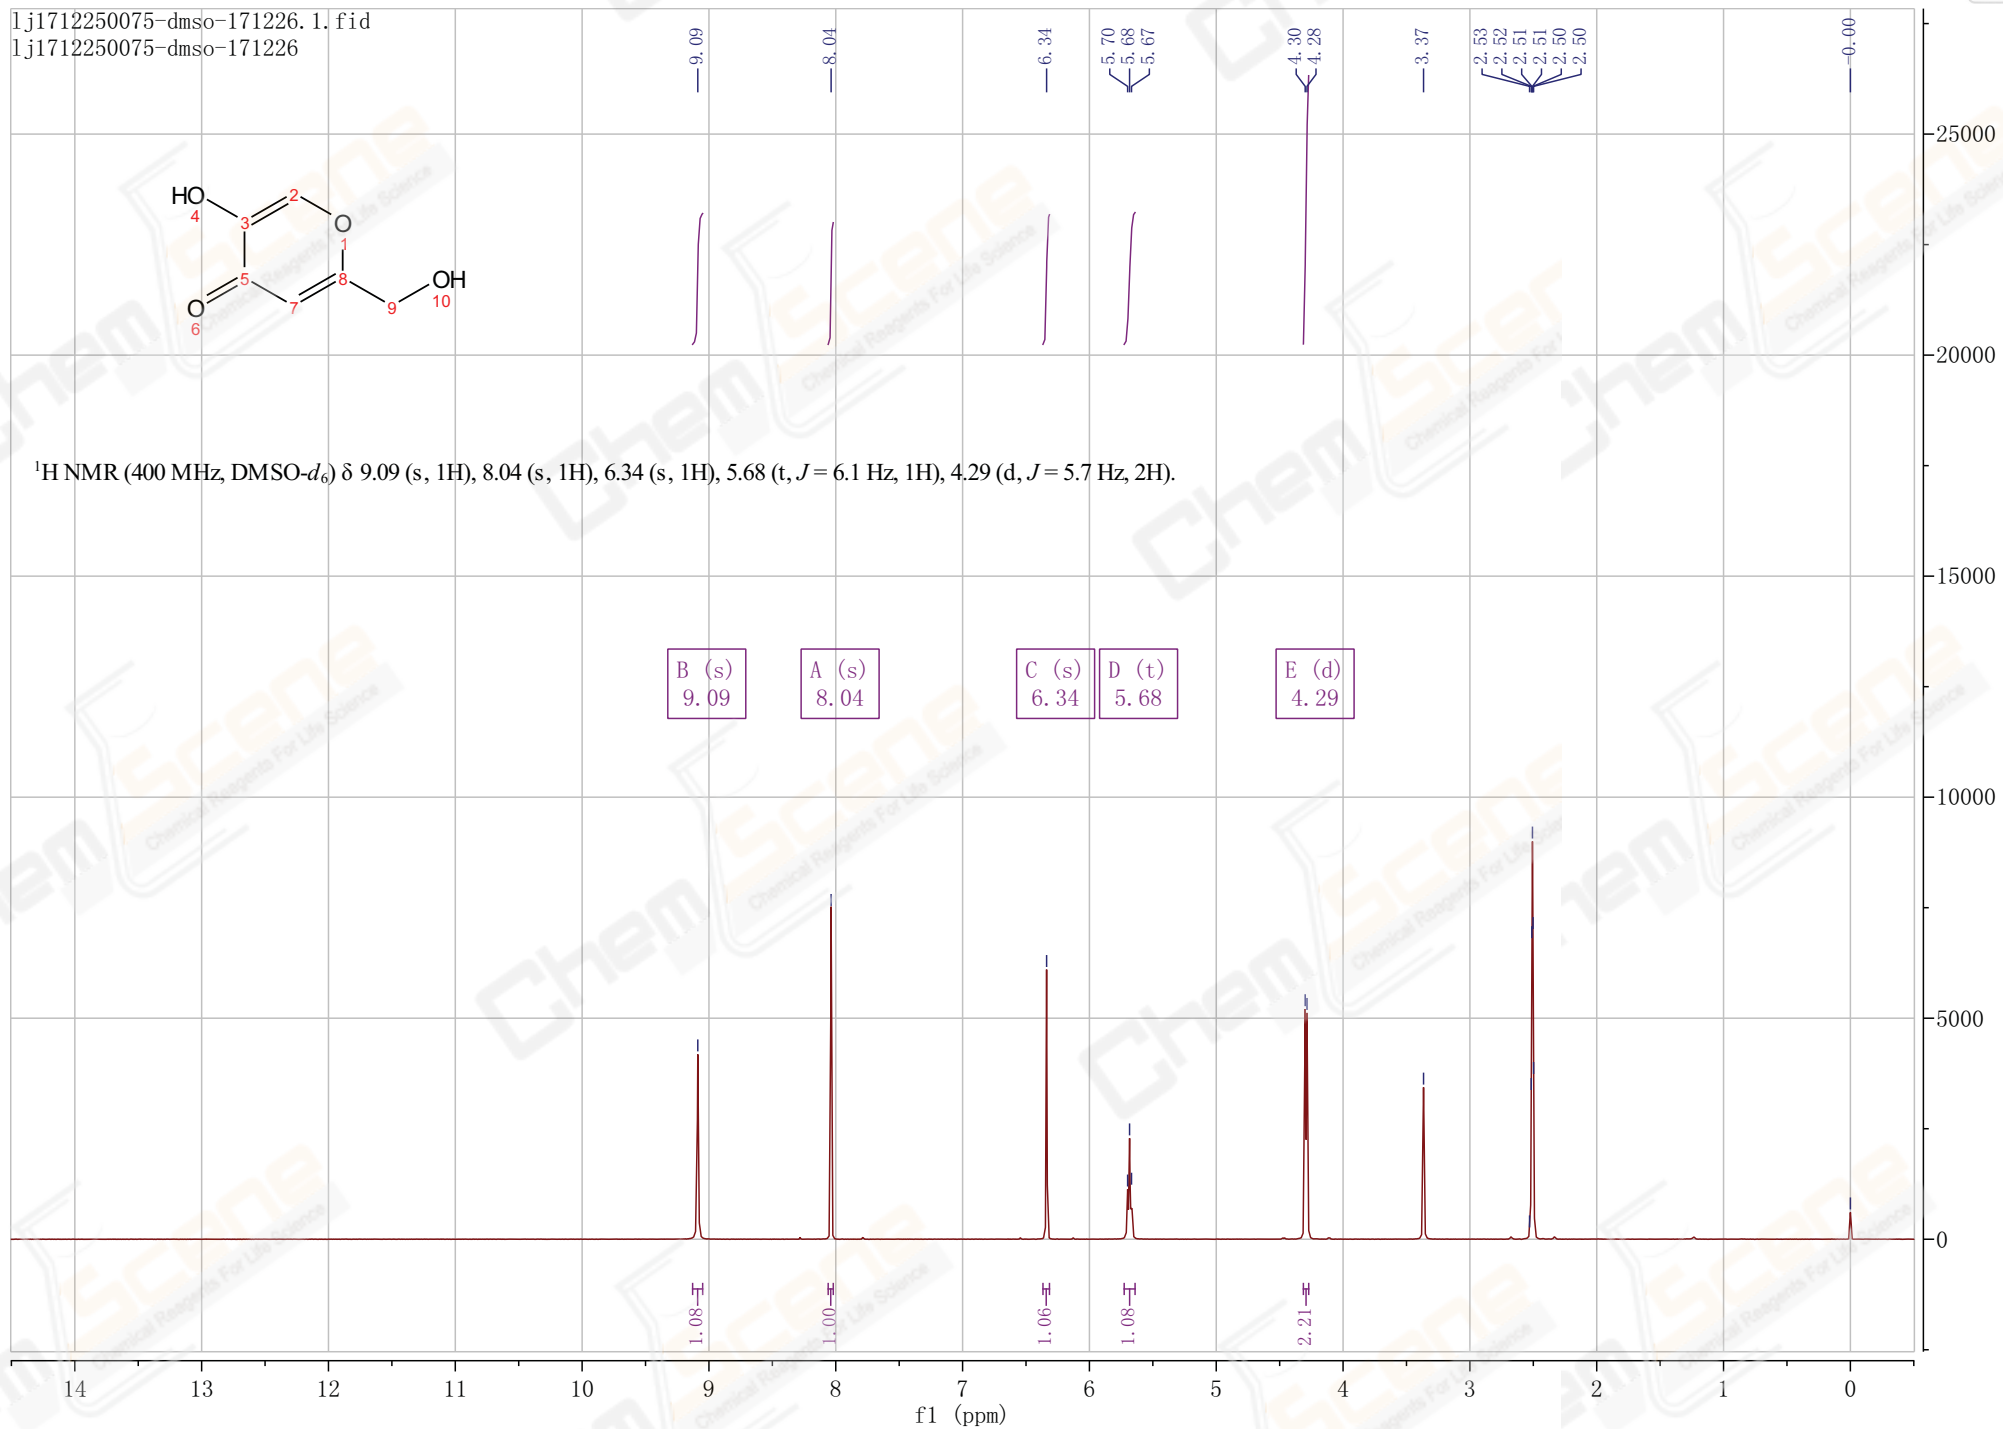 lj1712250075-dmso-171226.1.fid
lj1712250075-dmso-171226
9.09
8.04
6.34
5.70
5.68
5.67
4.30
4.28
3.37
2.53
2.52
2.51
2.51
2.50
2.50
-0.00
HO
4
3
2
O
1
5
8
OH
10
O
6
7
9
¹H NMR (400 MHz, DMSO-d₆) δ 9.09 (s, 1H), 8.04 (s, 1H), 6.34 (s, 1H), 5.68 (t, J = 6.1 Hz, 1H), 4.29 (d, J = 5.7 Hz, 2H).
B (s)
9.09
A (s)
8.04
C (s)
6.34
D (t)
5.68
E (d)
4.29
25000
20000
15000
10000
5000
0
1.08
1.00
1.06
1.08
2.21
14 13 12 11 10 9 8 7 6 5 4 3 2 1 0
f1 (ppm)
ChemScene
Chemical Reagents For Life Science